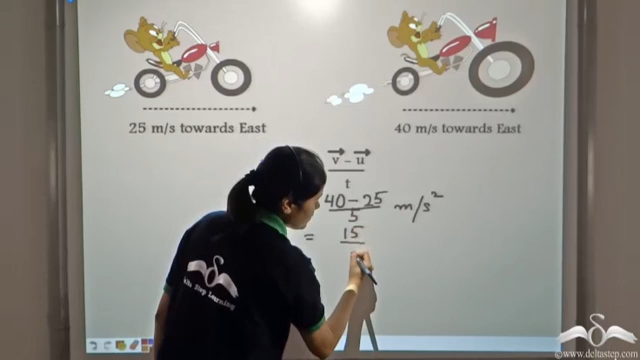 25 m/s towards East
40 m/s towards East
v - u
t
40 - 25
5
m/s²
= 15
Delta Step Learning
©www.deltastep.com